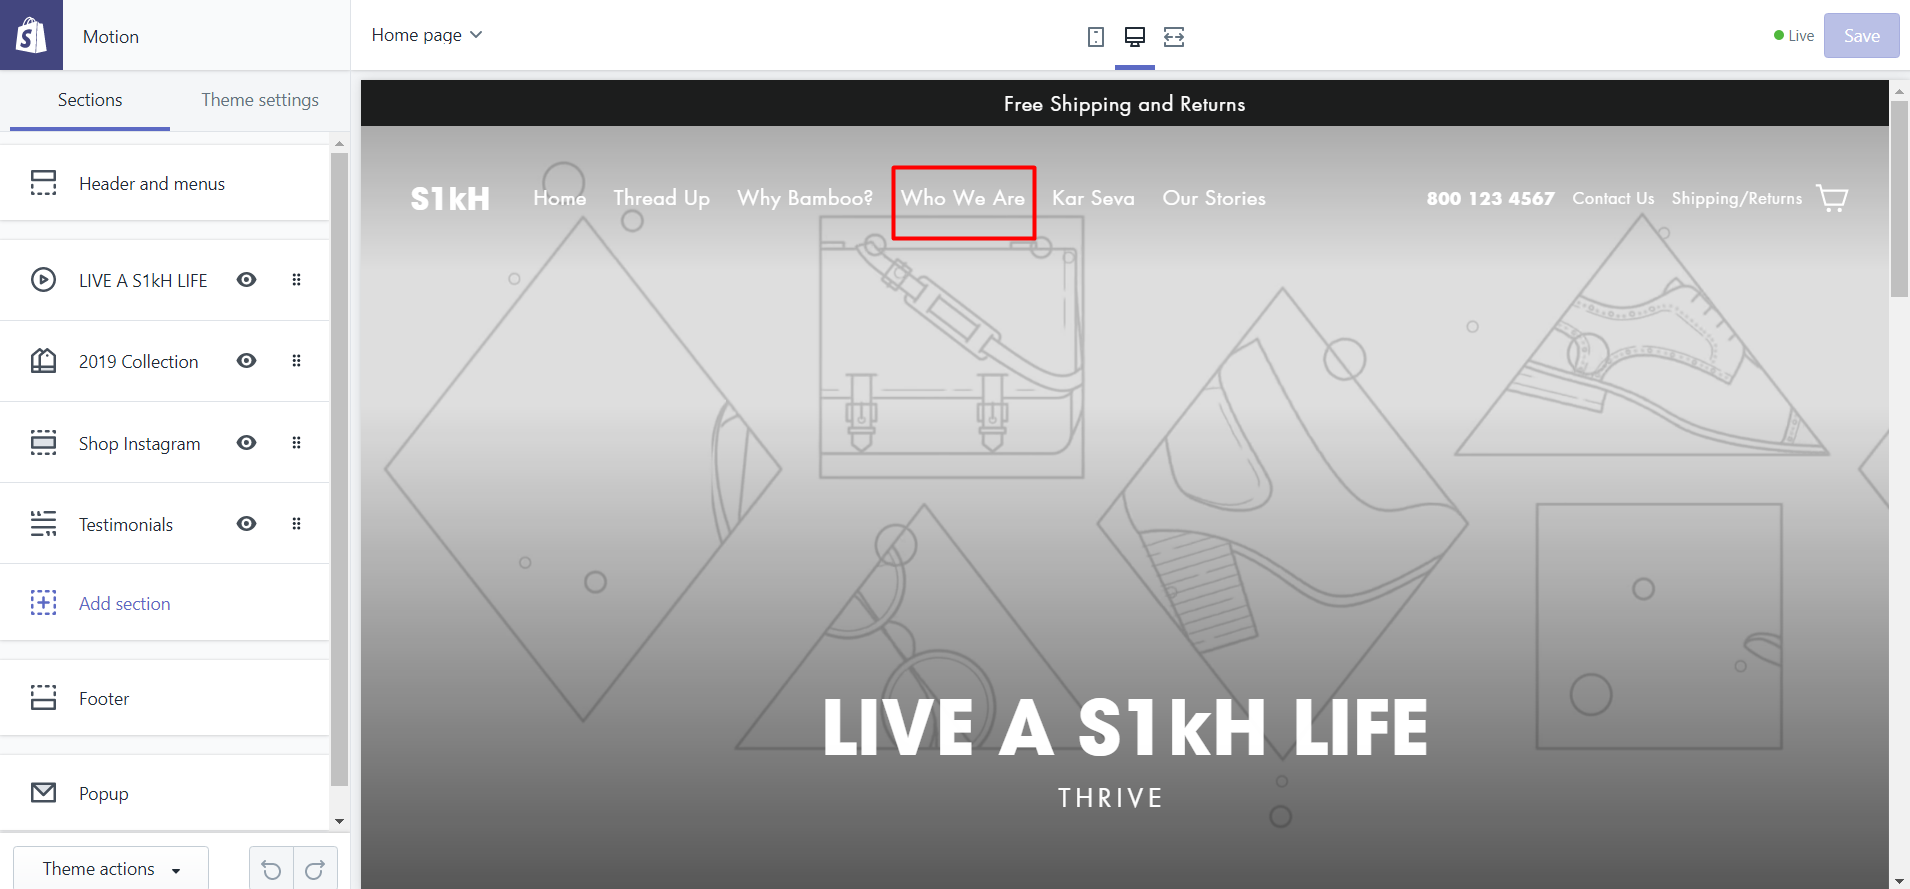 Motion
Home page
Live
Save
Sections
Theme settings
Header and menus
LIVE A S1kH LIFE
2019 Collection
Shop Instagram
Testimonials
Add section
Footer
Popup
Theme actions
Free Shipping and Returns
S1kH Home Thread Up Why Bamboo? Who We Are Kar Seva Our Stories 800 123 4567 Contact Us Shipping/Returns
LIVE A S1kH LIFE
THRIVE